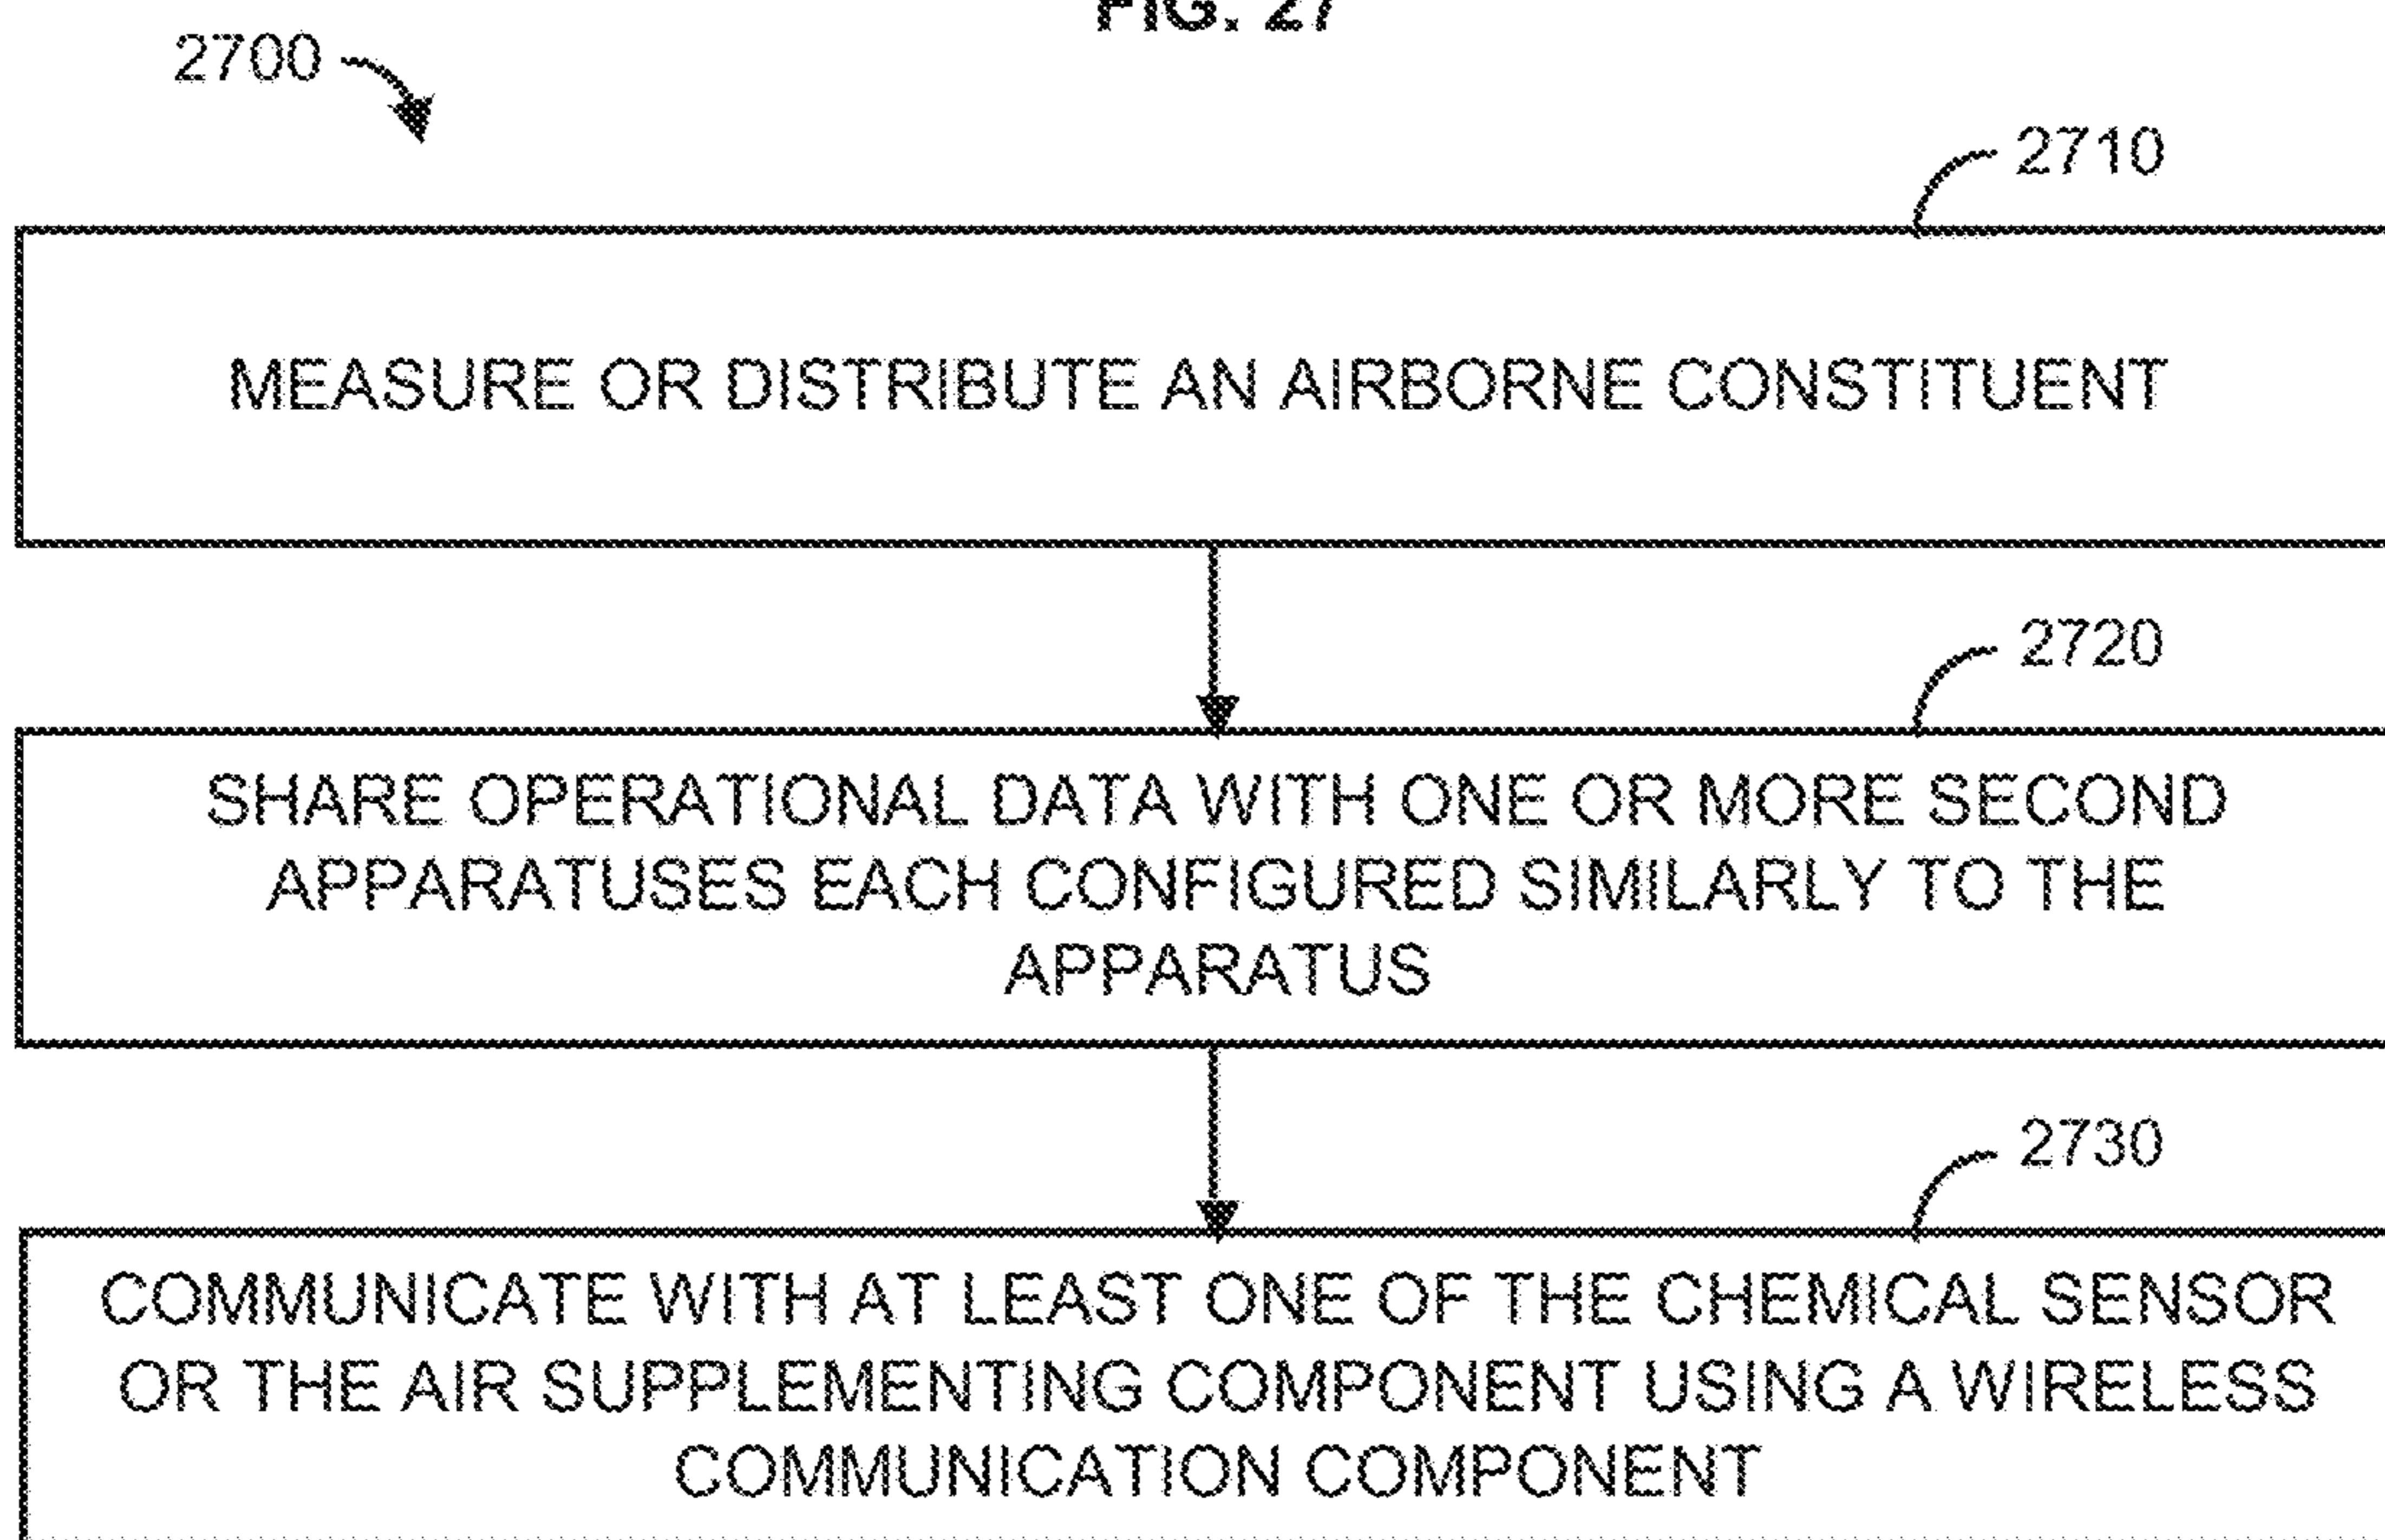 FIG. 27
2700
2710
MEASURE OR DISTRIBUTE AN AIRBORNE CONSTITUENT
2720
SHARE OPERATIONAL DATA WITH ONE OR MORE SECOND
APPARATUSES EACH CONFIGURED SIMILARLY TO THE
APPARATUS
2730
COMMUNICATE WITH AT LEAST ONE OF THE CHEMICAL SENSOR
OR THE AIR SUPPLEMENTING COMPONENT USING A WIRELESS
COMMUNICATION COMPONENT